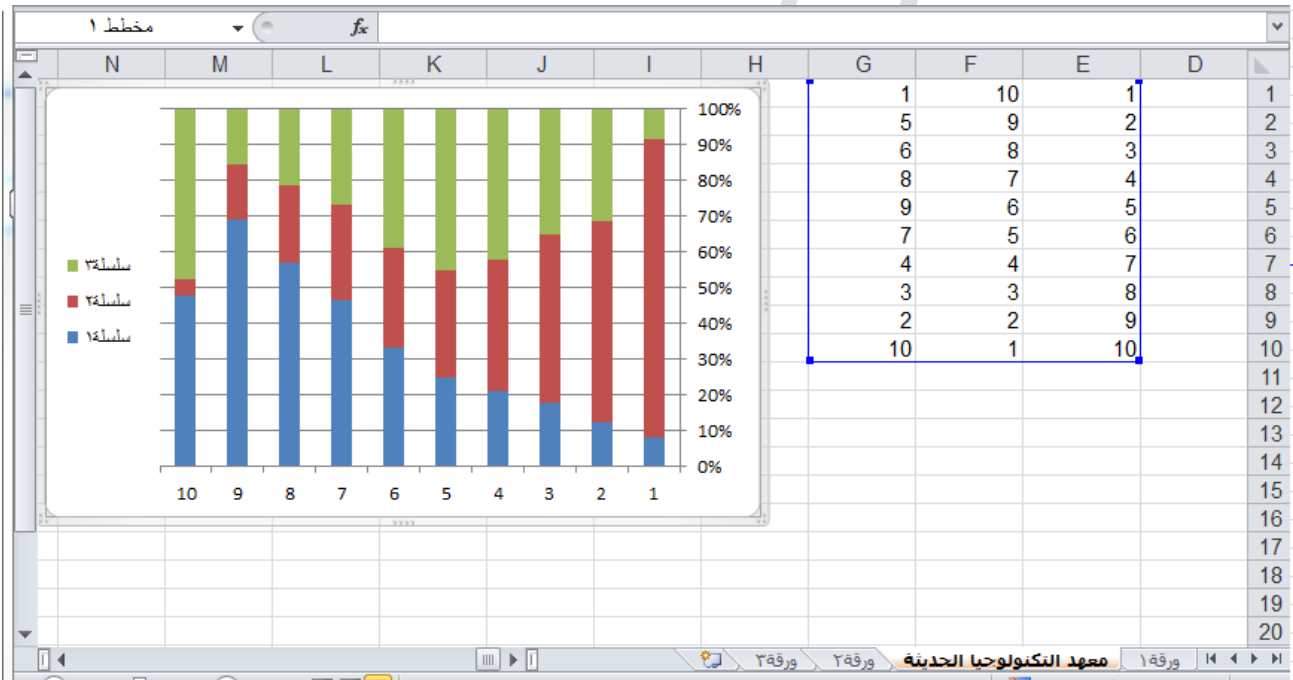 مخطط ١ fx
D E F G H I J K L M N
1 1 10 1
2 2 9 5
3 3 8 6
4 4 7 8
5 5 6 9
6 6 5 7
7 7 4 4
8 8 3 3
9 9 2 2
10 10 1 10
11
12
13
14
15
16
17
18
19
20
100%
90%
80%
70%
60%
50%
40%
30%
20%
10%
0%
1 2 3 4 5 6 7 8 9 10
سلسلة٣
سلسلة٢
سلسلة١
ورقة١ معهد التكنولوجيا الحديثة ورقة٢ ورقة٣